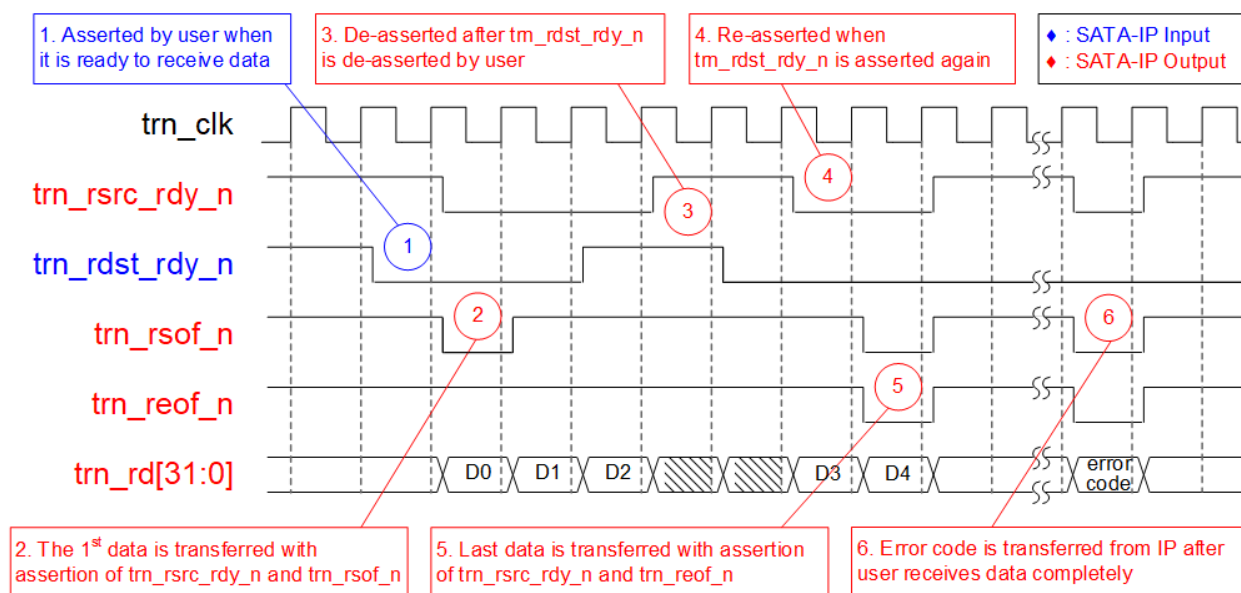 1. Asserted by user when
it is ready to receive data
3. De-asserted after trn_rdst_rdy_n
is de-asserted by user
4. Re-asserted when
trn_rdst_rdy_n is asserted again
♦ : SATA-IP Input
♦ : SATA-IP Output
trn_clk
trn_rsrc_rdy_n
4
3
trn_rdst_rdy_n
1
trn_rsof_n
2
6
trn_reof_n
5
trn_rd[31:0]
D0
D1
D2
D3
D4
error
code
2. The 1st data is transferred with
assertion of trn_rsrc_rdy_n and trn_rsof_n
5. Last data is transferred with assertion
of trn_rsrc_rdy_n and trn_reof_n
6. Error code is transferred from IP after
user receives data completely